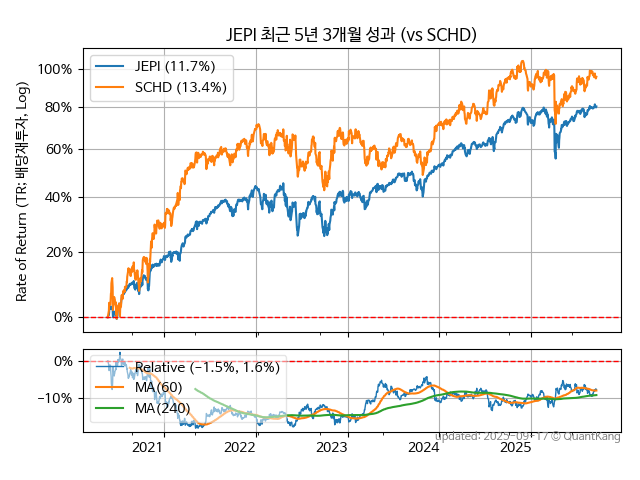 JEPI 최근 5년 3개월 성과 (vs SCHD)
Rate of Return (TR: 배당재투자, Log)
100%
80%
60%
40%
20%
0%
JEPI (11.7%)
SCHD (13.4%)
0%
−10%
Relative (−1.5%, 1.6%)
MA(60)
MA(240)
2021
2022
2023
2024
2025
Updated: 2025-09-17 © QuantKang